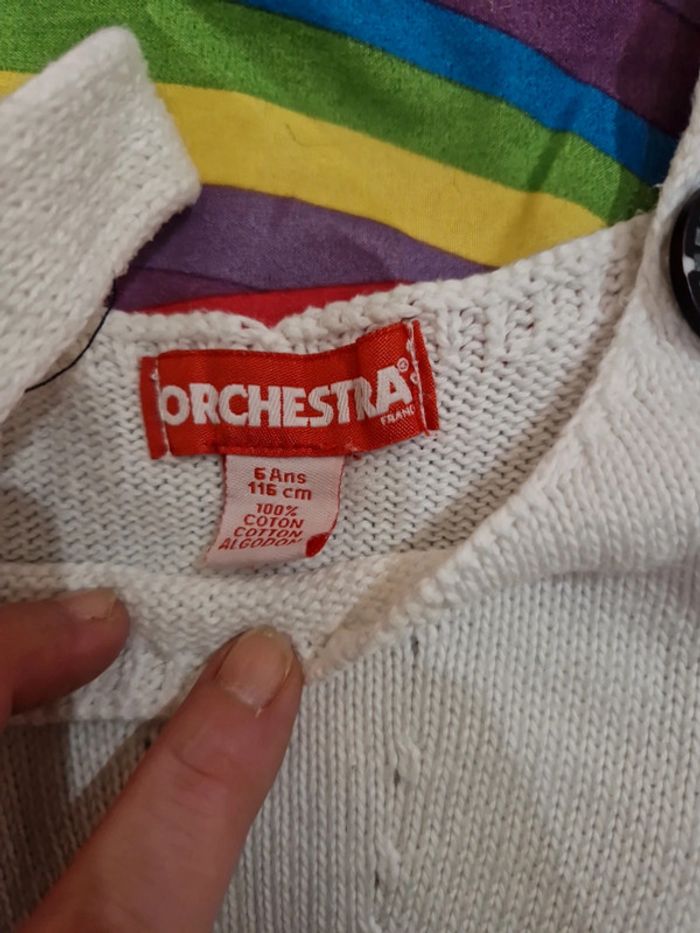 ORCHESTRA®
FRANCE
6 Ans
116 cm
100%
COTON
COTTON
ALGODON